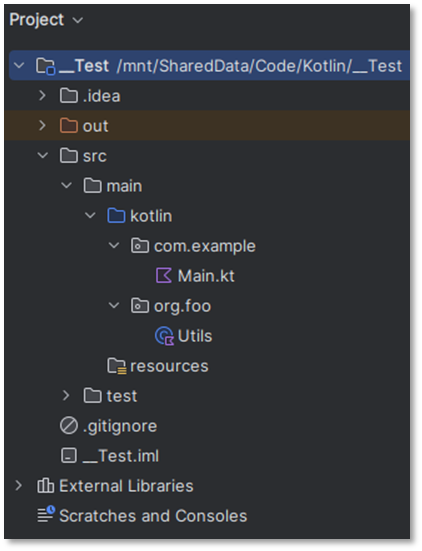 Project
__Test /mnt/SharedData/Code/Kotlin/__Test
.idea
out
src
main
kotlin
com.example
Main.kt
org.foo
Utils
resources
test
.gitignore
__Test.iml
External Libraries
Scratches and Consoles